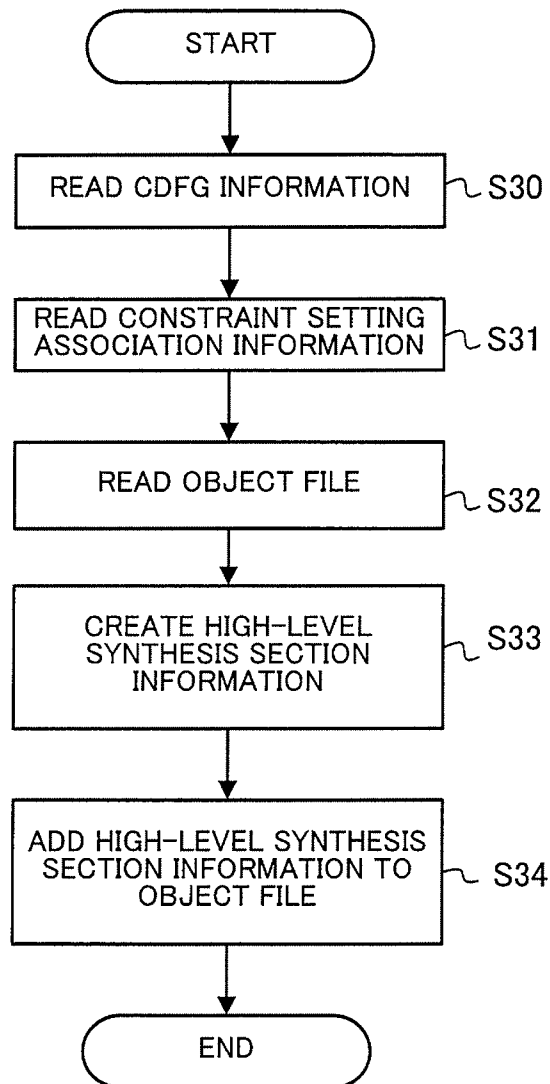 START
READ CDFG INFORMATION
S30
READ CONSTRAINT SETTING
ASSOCIATION INFORMATION
S31
READ OBJECT FILE
S32
CREATE HIGH-LEVEL
SYNTHESIS SECTION
INFORMATION
S33
ADD HIGH-LEVEL SYNTHESIS
SECTION INFORMATION TO
OBJECT FILE
S34
END